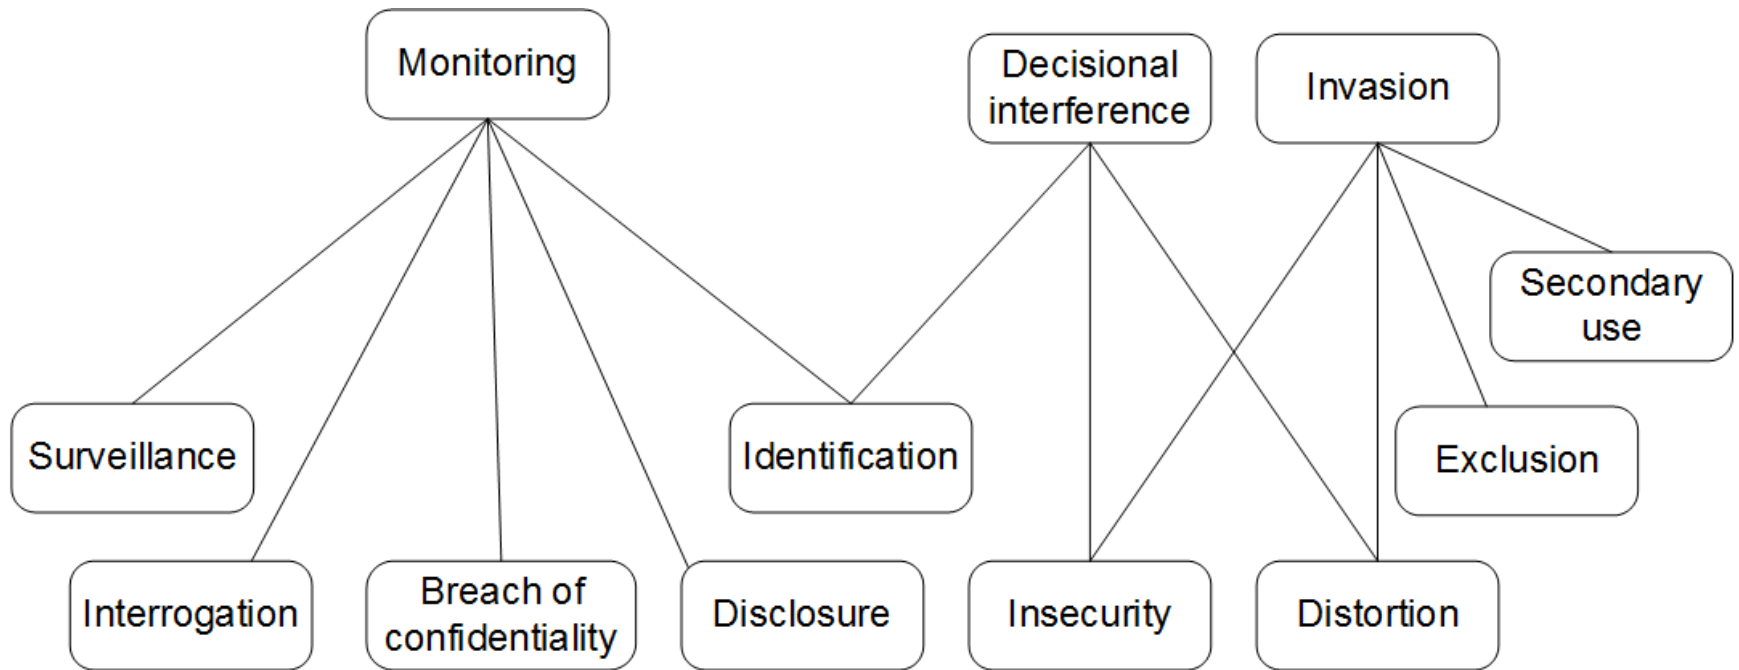 Monitoring
Decisional
interference
Invasion
Secondary
use
Surveillance
Identification
Exclusion
Interrogation
Breach of
confidentiality
Disclosure
Insecurity
Distortion